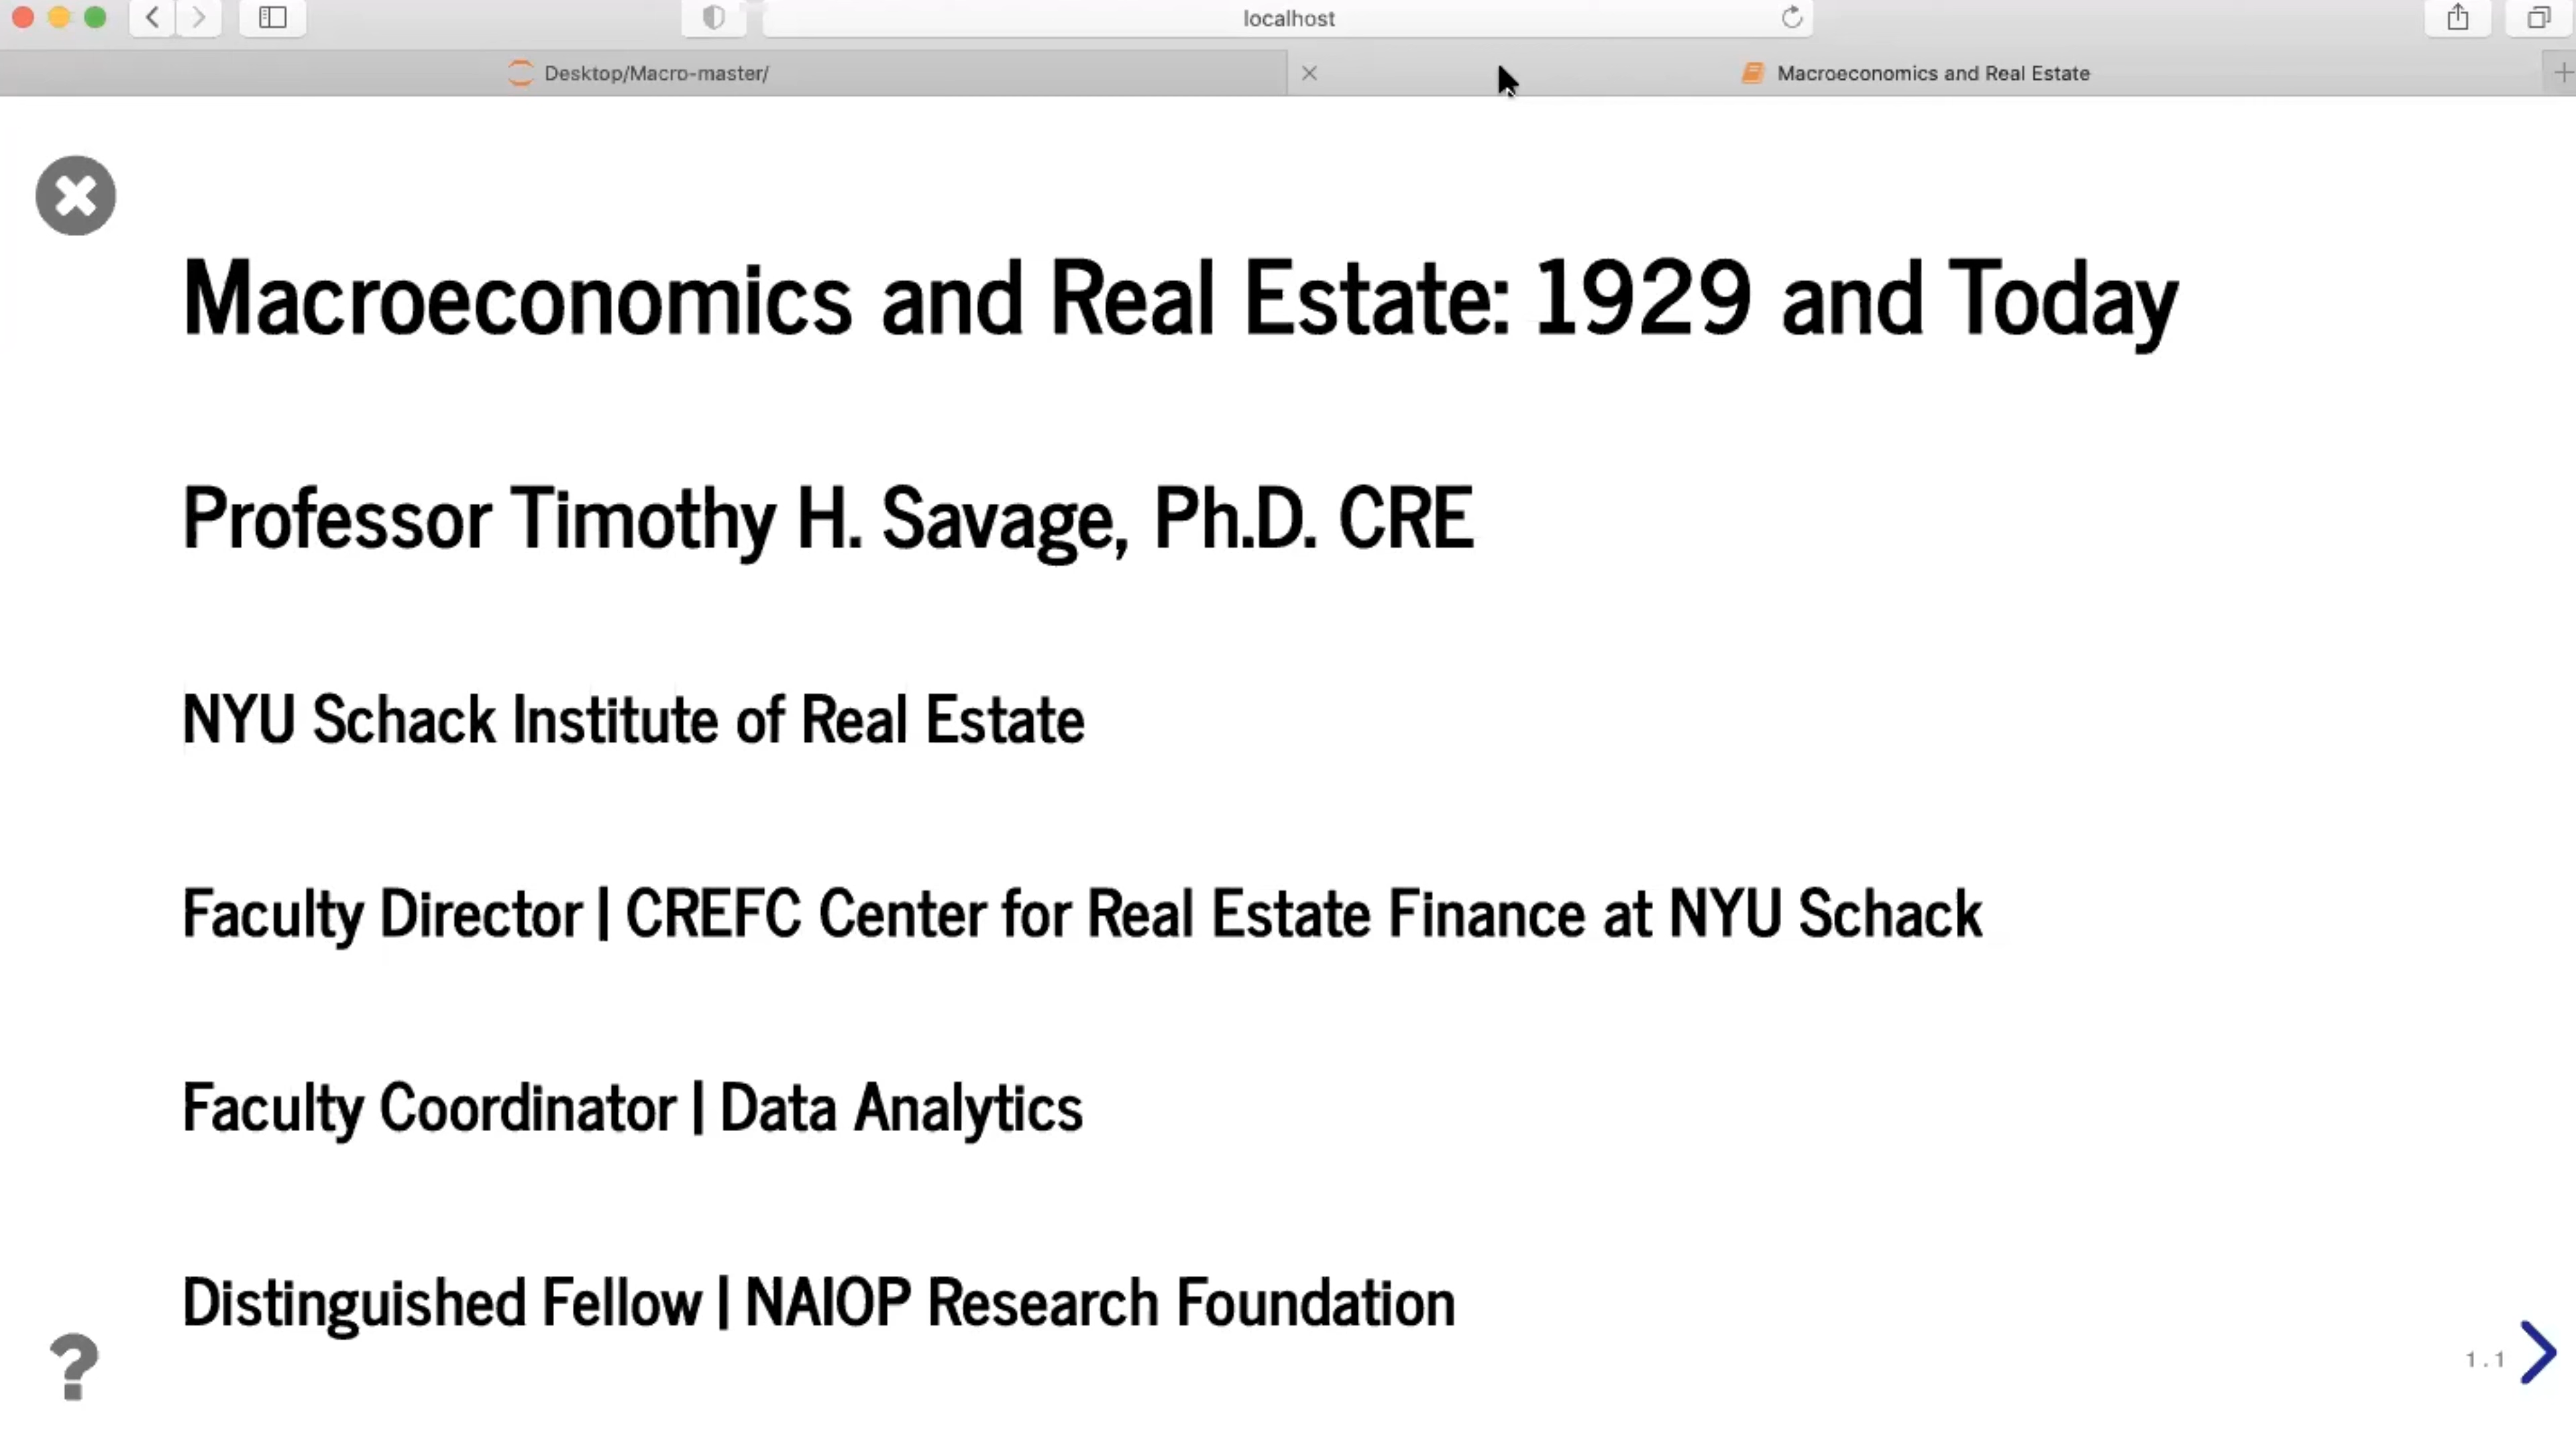 localhost
Desktop/Macro-master/
Macroeconomics and Real Estate
Macroeconomics and Real Estate: 1929 and Today
Professor Timothy H. Savage, Ph.D. CRE
NYU Schack Institute of Real Estate
Faculty Director | CREFC Center for Real Estate Finance at NYU Schack
Faculty Coordinator | Data Analytics
Distinguished Fellow | NAIOP Research Foundation
1.1